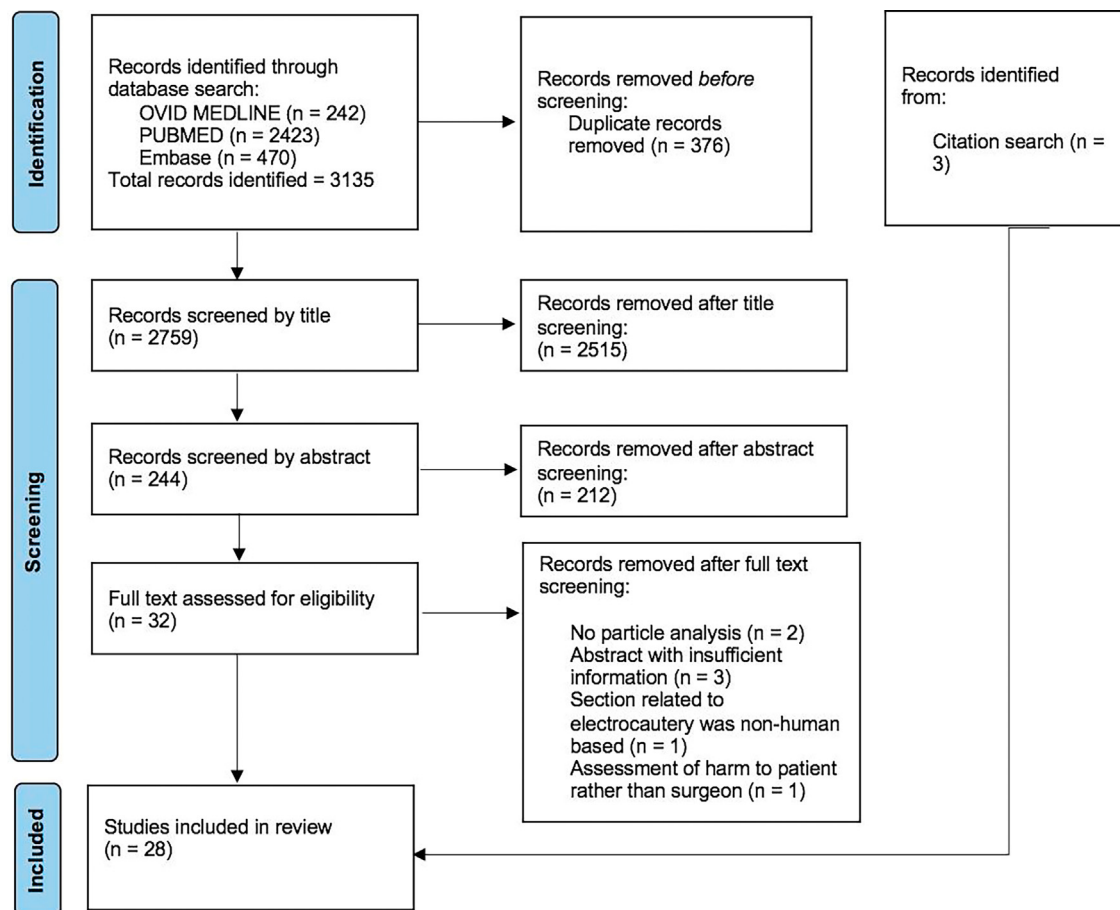 Identification
Records identified through
database search:
OVID MEDLINE (n = 242)
PUBMED (n = 2423)
Embase (n = 470)
Total records identified = 3135
Records removed before
screening:
Duplicate records
removed (n = 376)
Records identified
from:
Citation search (n =
3)
Screening
Records screened by title
(n = 2759)
Records removed after title
screening:
(n = 2515)
Records screened by abstract
(n = 244)
Records removed after abstract
screening:
(n = 212)
Full text assessed for eligibility
(n = 32)
Records removed after full text
screening:
No particle analysis (n = 2)
Abstract with insufficient
information (n = 3)
Section related to
electrocautery was non-human
based (n = 1)
Assessment of harm to patient
rather than surgeon (n = 1)
Included
Studies included in review
(n = 28)